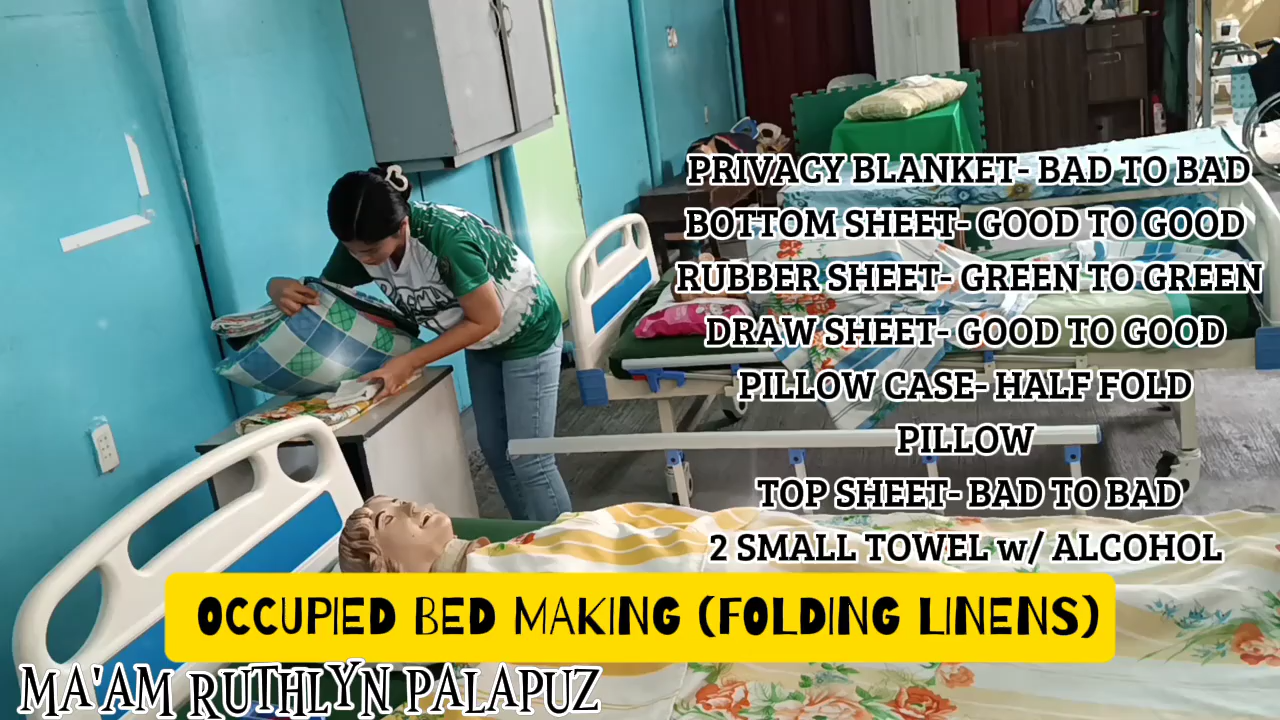 PRIVACY BLANKET- BAD TO BAD
BOTTOM SHEET- GOOD TO GOOD
RUBBER SHEET- GREEN TO GREEN
DRAW SHEET- GOOD TO GOOD
PILLOW CASE- HALF FOLD
PILLOW
TOP SHEET- BAD TO BAD
2 SMALL TOWEL w/ ALCOHOL
OCCUPIED BED MAKING (FOLDING LINENS)
MA'AM RUTHLYN PALAPUZ